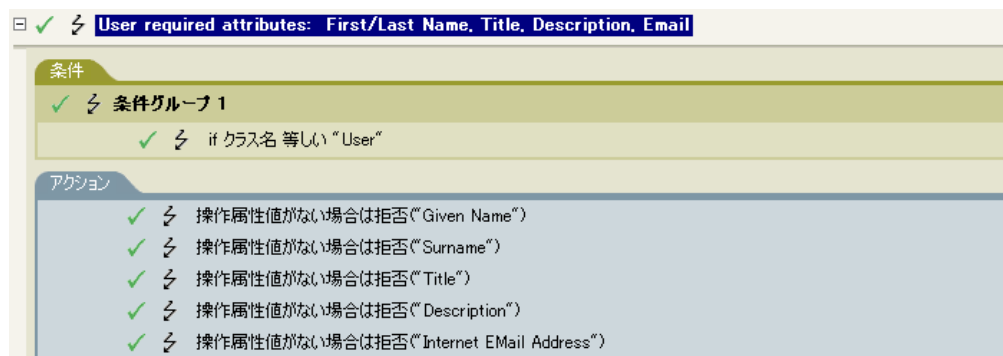 User required attributes: First/Last Name, Title, Description, Email
条件
条件グループ 1
if クラス名 等しい "User"
アクション
操作属性値がない場合は拒否("Given Name")
操作属性値がない場合は拒否("Surname")
操作属性値がない場合は拒否("Title")
操作属性値がない場合は拒否("Description")
操作属性値がない場合は拒否("Internet EMail Address")